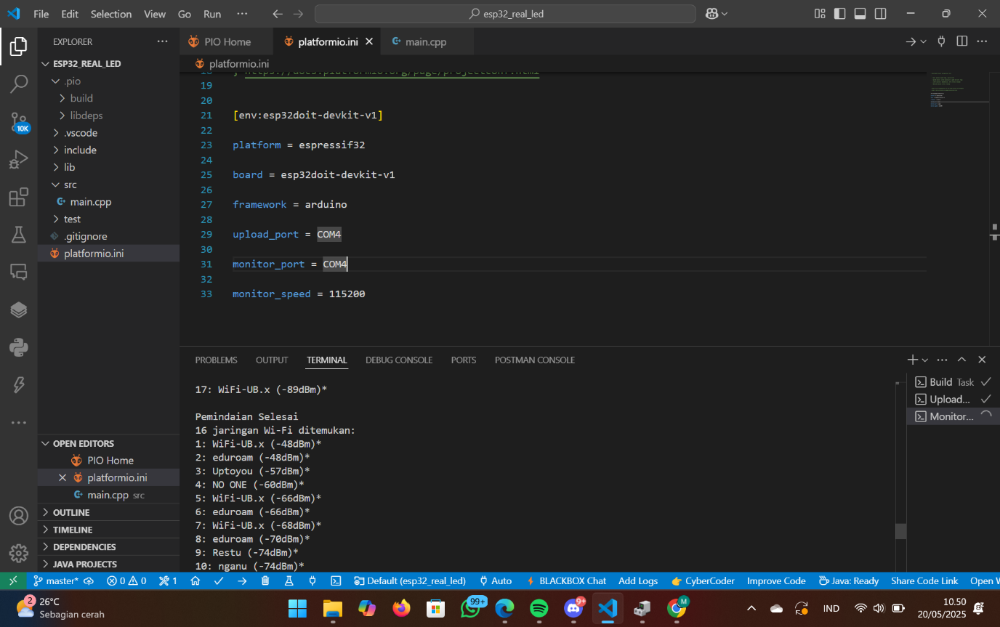 File Edit Selection View Go Run ··· esp32_real_led
EXPLORER ···
ESP32_REAL_LED
.pio
build
libdeps
.vscode
include
lib
src
main.cpp
test
.gitignore
platformio.ini
10K
OPEN EDITORS
PIO Home
platformio.ini
main.cpp src
OUTLINE
TIMELINE
DEPENDENCIES
JAVA PROJECTS
PIO Home platformio.ini main.cpp
platformio.ini
18 ; https://docs.platformio.org/page/projectconf.html
19
20
21 [env:esp32doit-devkit-v1]
22
23 platform = espressif32
24
25 board = esp32doit-devkit-v1
26
27 framework = arduino
28
29 upload_port = COM4
30
31 monitor_port = COM4
32
33 monitor_speed = 115200
PROBLEMS OUTPUT TERMINAL DEBUG CONSOLE PORTS POSTMAN CONSOLE
17: WiFi-UB.x (-89dBm)*
Pemindaian Selesai
16 jaringan Wi-Fi ditemukan:
1: WiFi-UB.x (-48dBm)*
2: eduroam (-48dBm)*
3: Uptoyou (-57dBm)*
4: NO ONE (-60dBm)*
5: WiFi-UB.x (-66dBm)*
6: eduroam (-66dBm)*
7: WiFi-UB.x (-68dBm)*
8: eduroam (-70dBm)*
9: Restu (-74dBm)*
10: nganu (-74dBm)*
Build Task
Upload...
Monitor...
master* 0 0 1 Default (esp32_real_led) Auto BLACKBOX Chat Add Logs CyberCoder Improve Code Java: Ready Share Code Link Open W
2 26°C
Sebagian cerah
99+ 9+ M
IND
10.50
20/05/2025